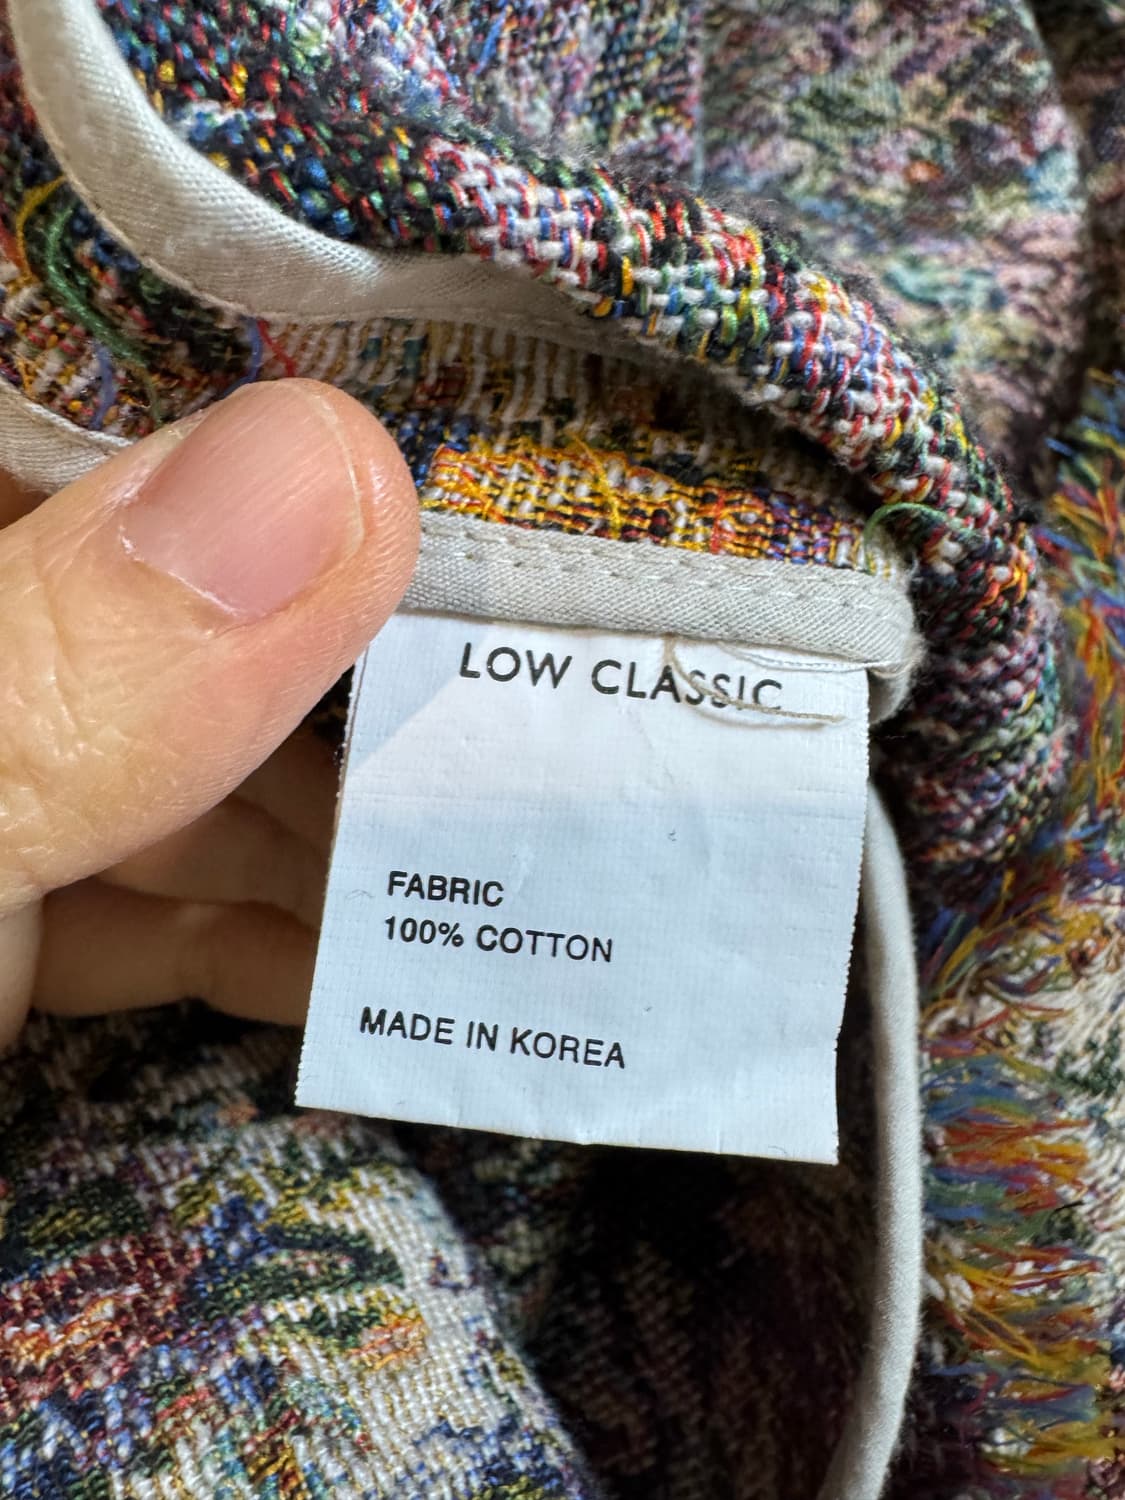 LOW CLASSIC
FABRIC
100% COTTON
MADE IN KOREA